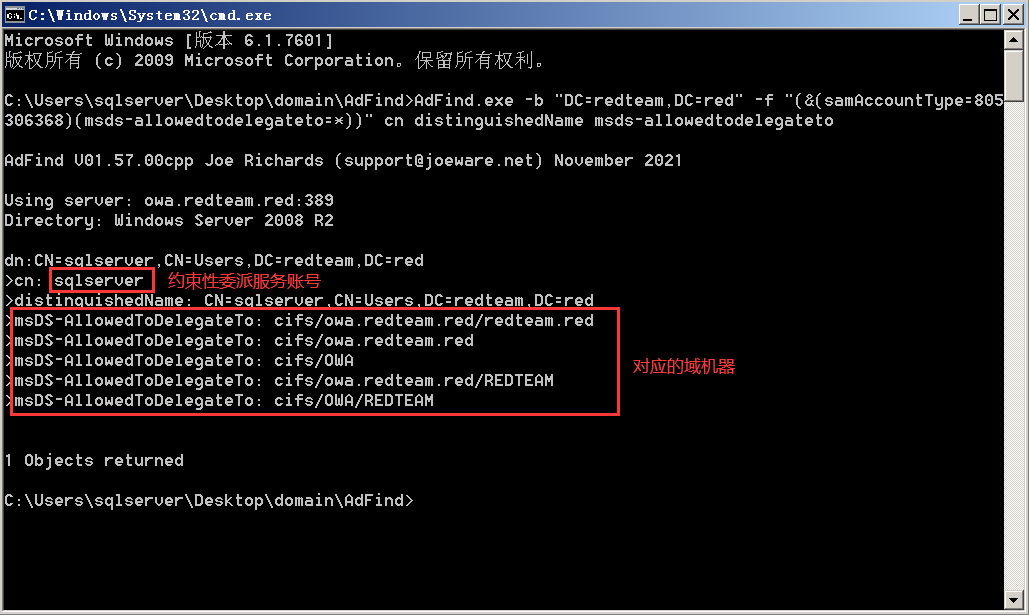 C:\Windows\System32\cmd.exe
Microsoft Windows [版本 6.1.7601]
版权所有 (c) 2009 Microsoft Corporation。保留所有权利。
C:\Users\sqlserver\Desktop\domain\AdFind>AdFind.exe -b "DC=redteam,DC=red" -f "(&(samAccountType=805
306368)(msds-allowedtodelegateto=*))" cn distinguishedName msds-allowedtodelegateto
AdFind V01.57.00cpp Joe Richards (support@joeware.net) November 2021
Using server: owa.redteam.red:389
Directory: Windows Server 2008 R2
dn:CN=sqlserver,CN=Users,DC=redteam,DC=red
>cn: sqlserver 约束性委派服务账号
>distinguishedName: CN=sqlserver,CN=Users,DC=redteam,DC=red
>msDS-AllowedToDelegateTo: cifs/owa.redteam.red/redteam.red
>msDS-AllowedToDelegateTo: cifs/owa.redteam.red
>msDS-AllowedToDelegateTo: cifs/OWA
对应的域机器
>msDS-AllowedToDelegateTo: cifs/owa.redteam.red/REDTEAM
>msDS-AllowedToDelegateTo: cifs/OWA/REDTEAM
1 Objects returned
C:\Users\sqlserver\Desktop\domain\AdFind>